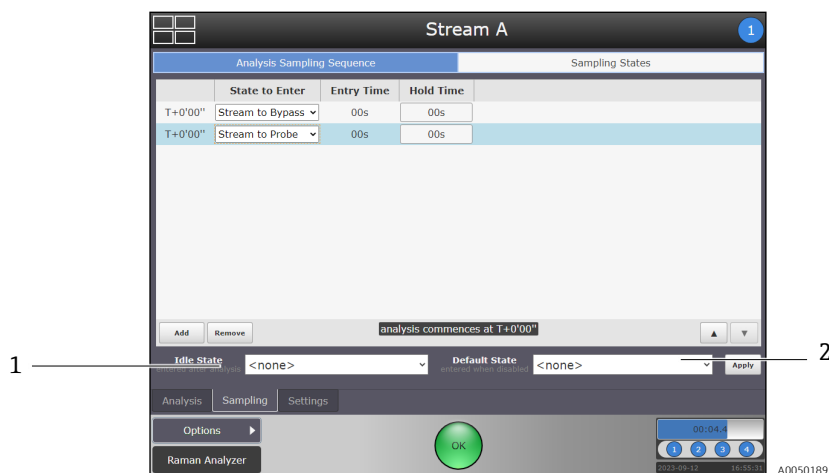 Stream A
1
Analysis Sampling Sequence
Sampling States
State to Enter Entry Time Hold Time
T+0'00" Stream to Bypass 00s 00s
T+0'00" Stream to Probe 00s 00s
Add Remove analysis commences at T+0'00"
1
Idle State <none>
entered after analysis
Default State <none>
entered when disabled
Apply
2
Analysis Sampling Settings
Options
Raman Analyzer
OK
00:04.4
1 2 3 4
2023-09-12 16:55:31
A0050189